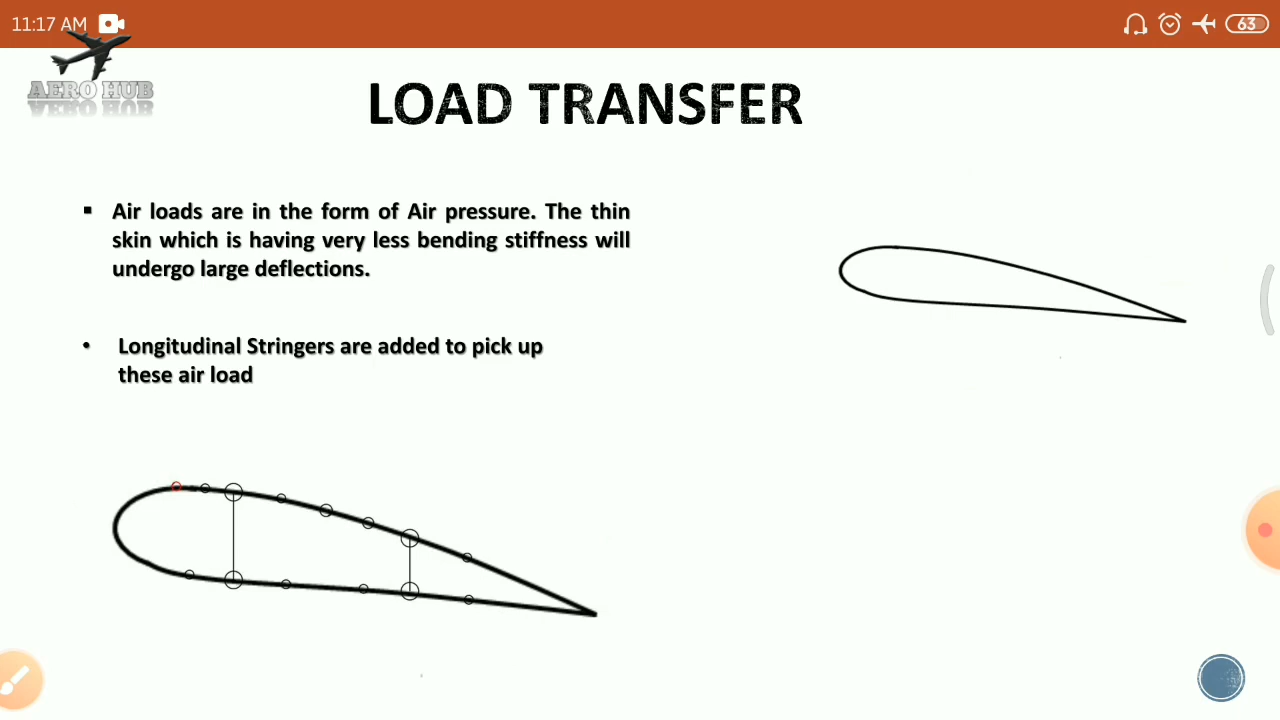 11:17 AM
63
AERO HUB
LOAD TRANSFER
▪ Air loads are in the form of Air pressure. The thin
skin which is having very less bending stiffness will
undergo large deflections.
• Longitudinal Stringers are added to pick up
these air load